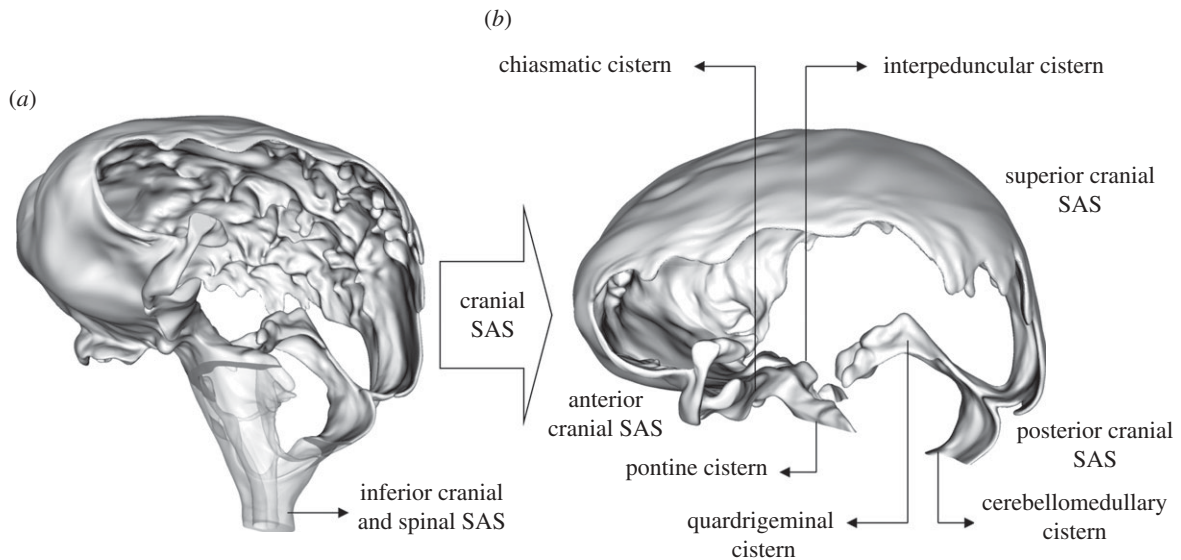 (b)
chiasmatic cistern
interpeduncular cistern
(a)
superior cranial
SAS
cranial
SAS
anterior
cranial SAS
posterior cranial
SAS
pontine cistern
inferior cranial
and spinal SAS
quardrigeminal
cistern
cerebellomedullary
cistern